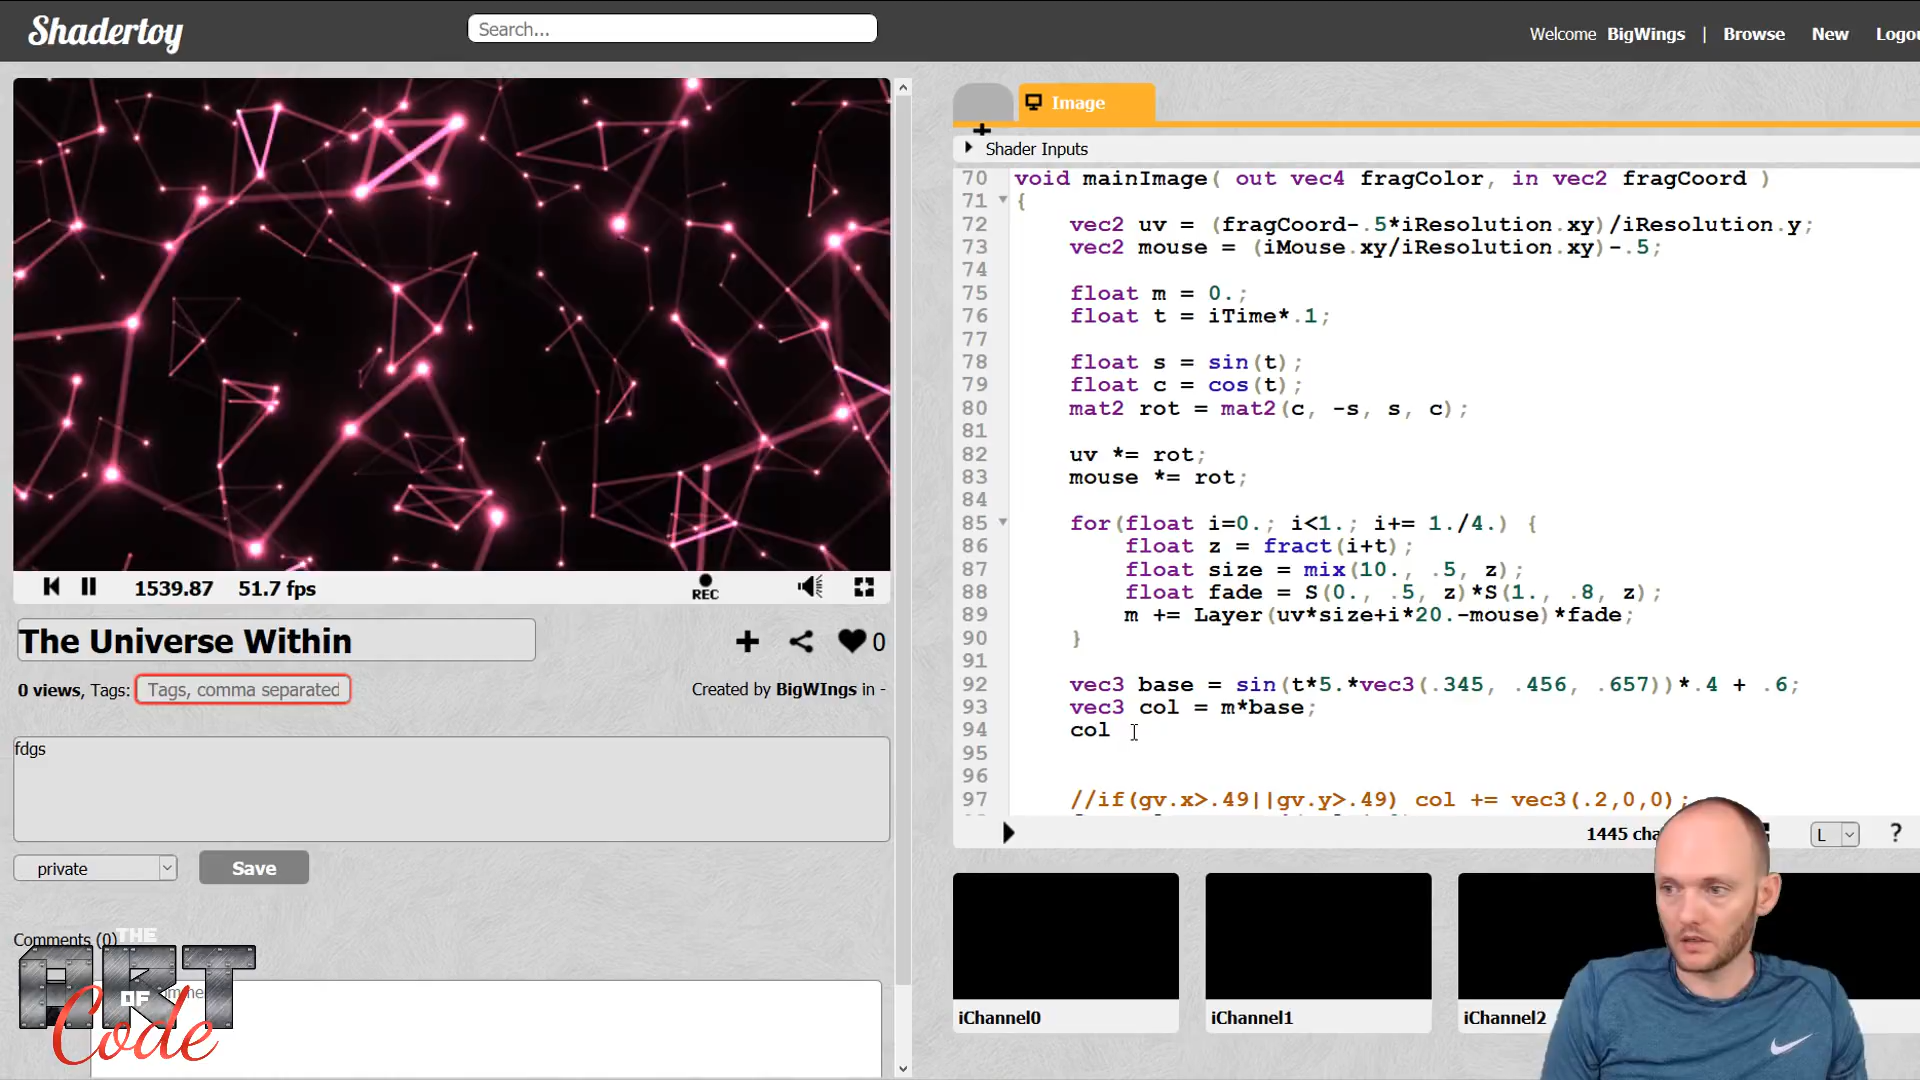 Shadertoy
Search...
Welcome BigWings | Browse New Logou
Image
Shader Inputs
70 void mainImage( out vec4 fragColor, in vec2 fragCoord )
71 {
72 vec2 uv = (fragCoord-.5*iResolution.xy)/iResolution.y;
73 vec2 mouse = (iMouse.xy/iResolution.xy)-.5;
74
75 float m = 0.;
76 float t = iTime*.1;
77
78 float s = sin(t);
79 float c = cos(t);
80 mat2 rot = mat2(c, -s, s, c);
81
82 uv *= rot;
83 mouse *= rot;
84
85 for(float i=0.; i<1.; i+= 1./4.) {
86 float z = fract(i+t);
87 float size = mix(10., .5, z);
88 float fade = S(0., .5, z)*S(1., .8, z);
89 m += Layer(uv*size+i*20.-mouse)*fade;
90 }
91
92 vec3 base = sin(t*5.*vec3(.345, .456, .657))*.4 + .6;
93 vec3 col = m*base;
94 col
95
96
97 //if(gv.x>.49||gv.y>.49) col += vec3(.2,0,0);
1445 cha
L
?
1539.87 51.7 fps
REC
The Universe Within
0
0 views, Tags: Tags, comma separated
Created by BigWIngs in -
fdgs
private
Save
Comments (0)
THE
ART
OF
Code
iChannel0
iChannel1
iChannel2